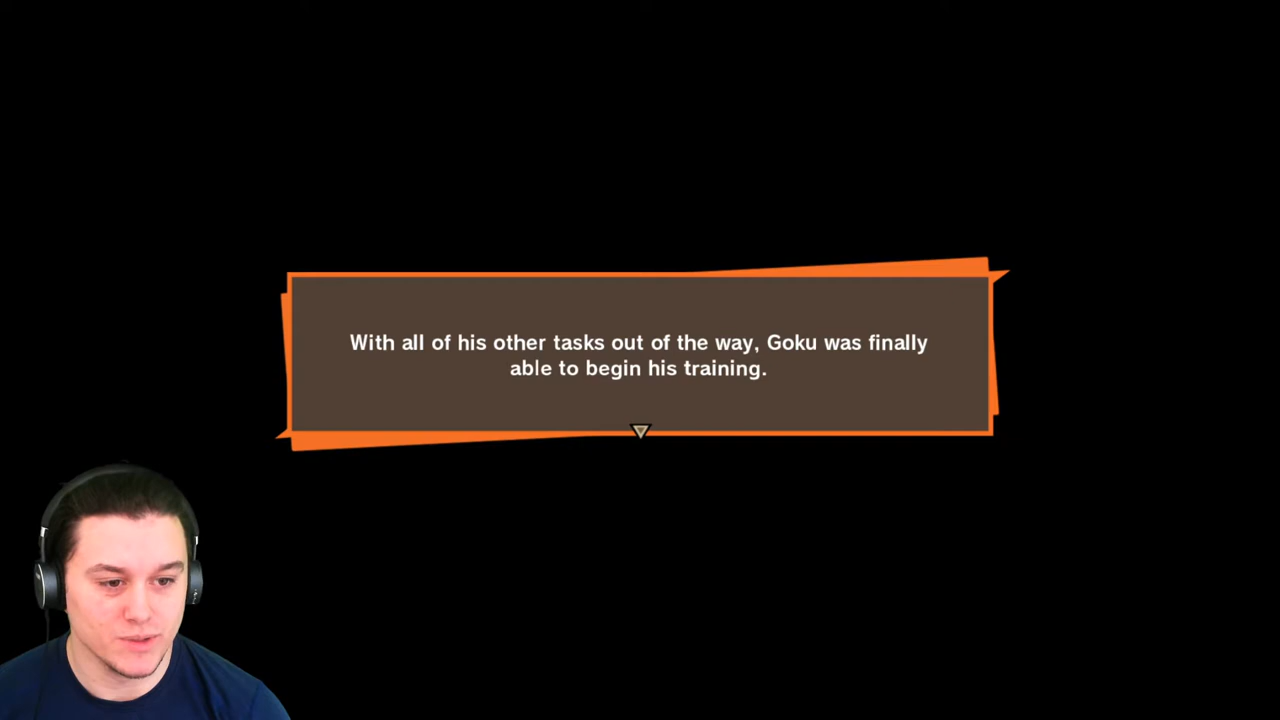 With all of his other tasks out of the way, Goku was finally
able to begin his training.